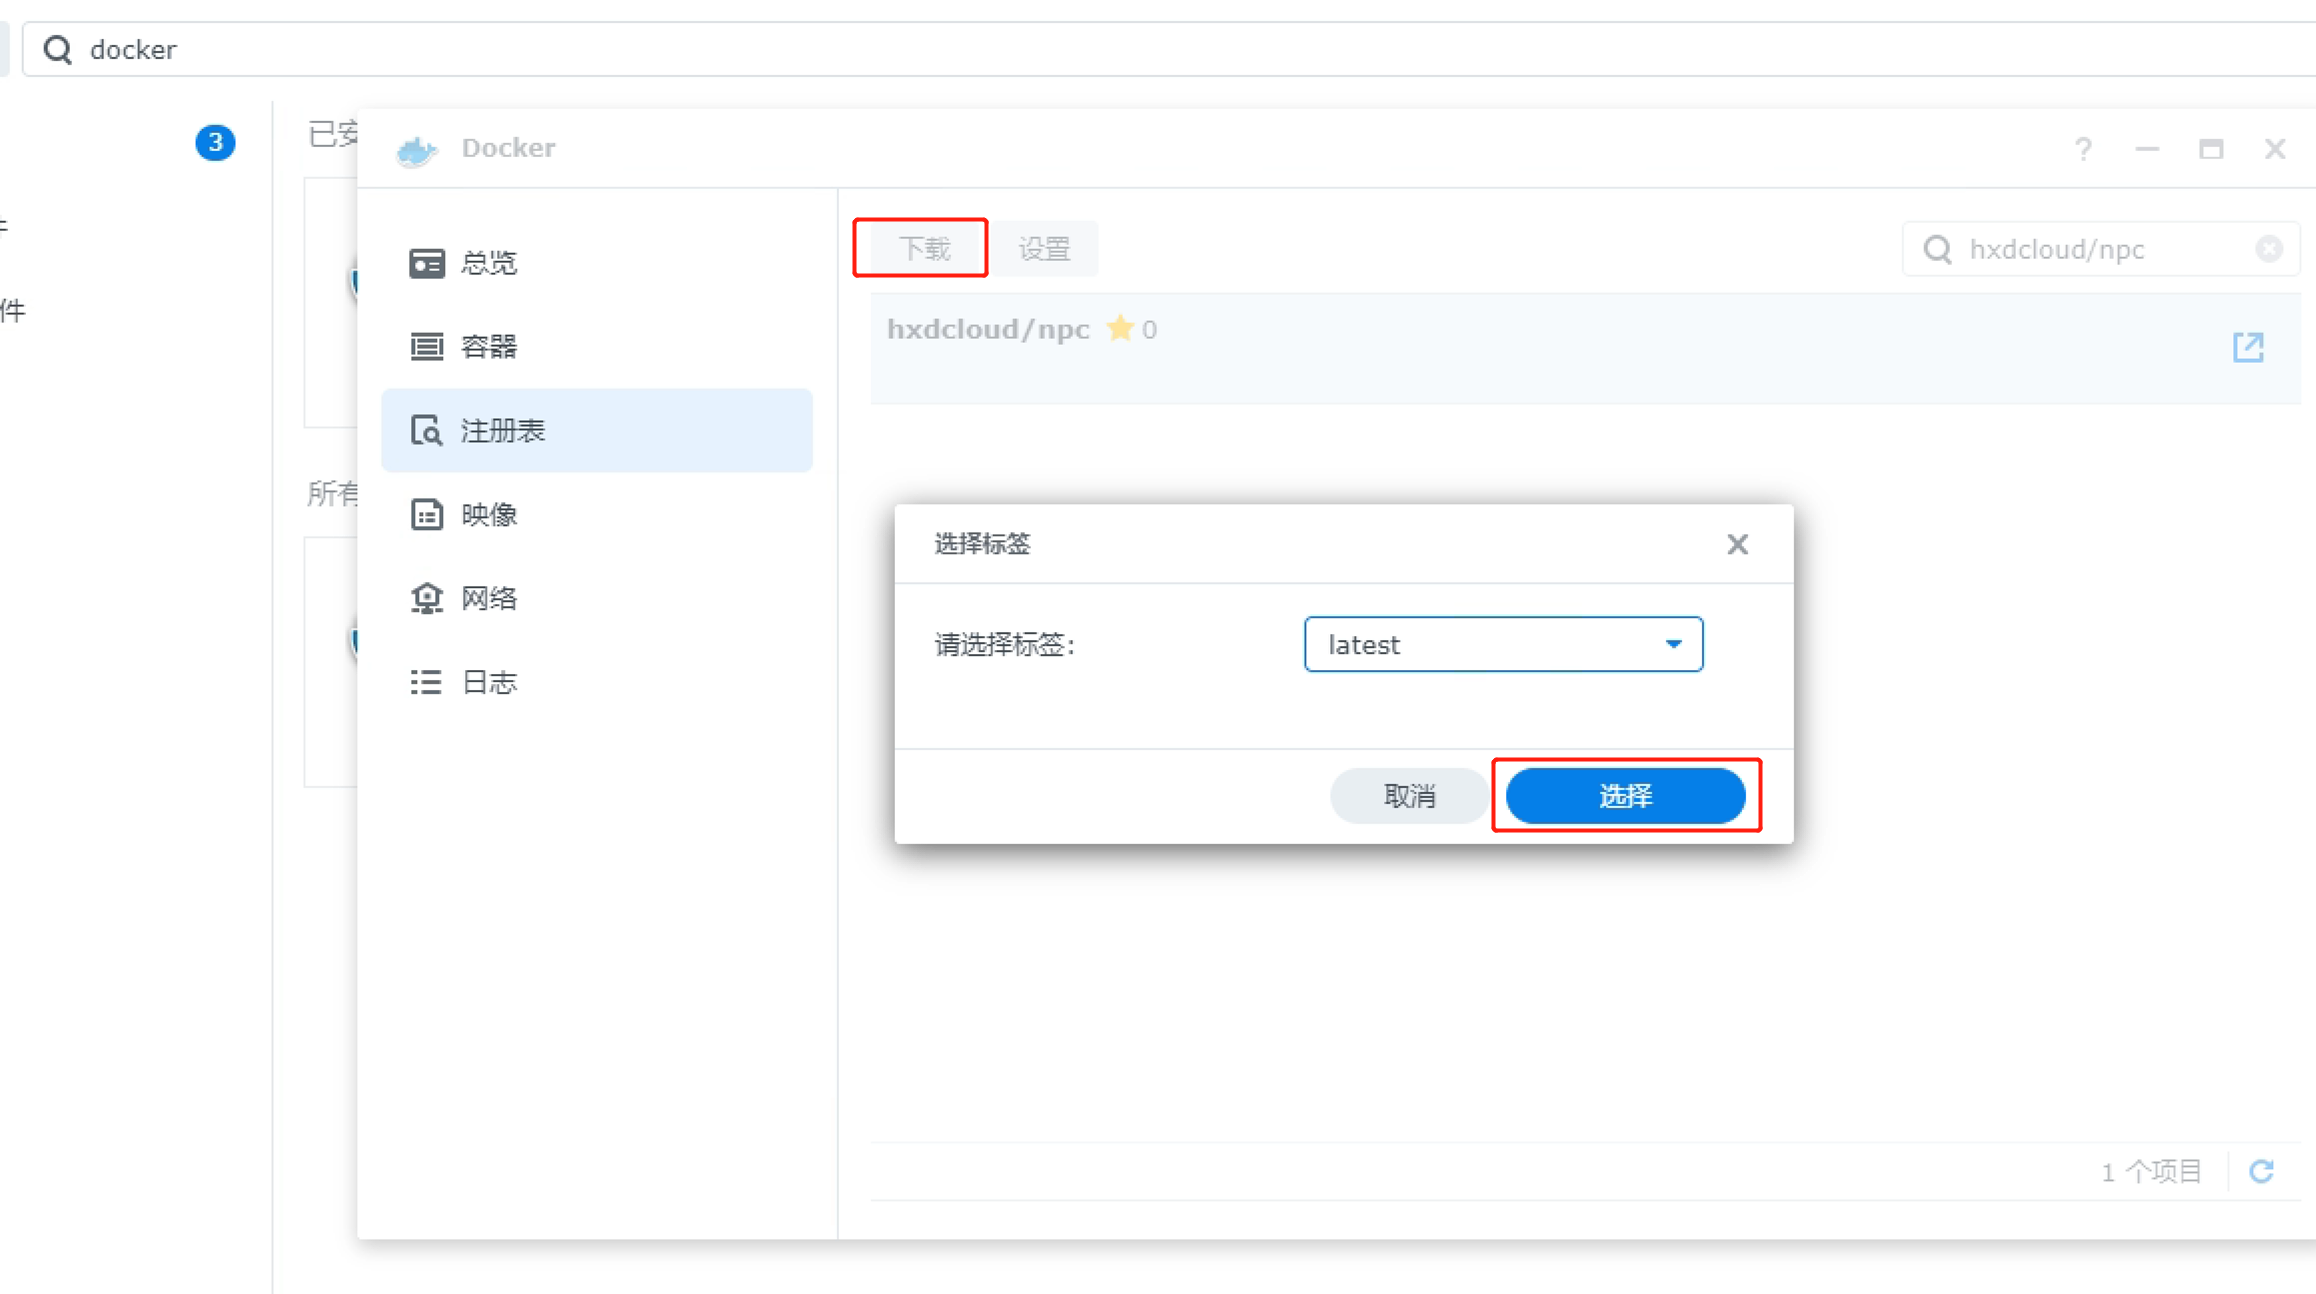 docker
3
已安
Docker
?
下载
设置
hxdcloud/npc
总览
hxdcloud/npc 0
容器
件
注册表
所有
映像
选择标签
网络
请选择标签:
latest
日志
取消
选择
1 个项目